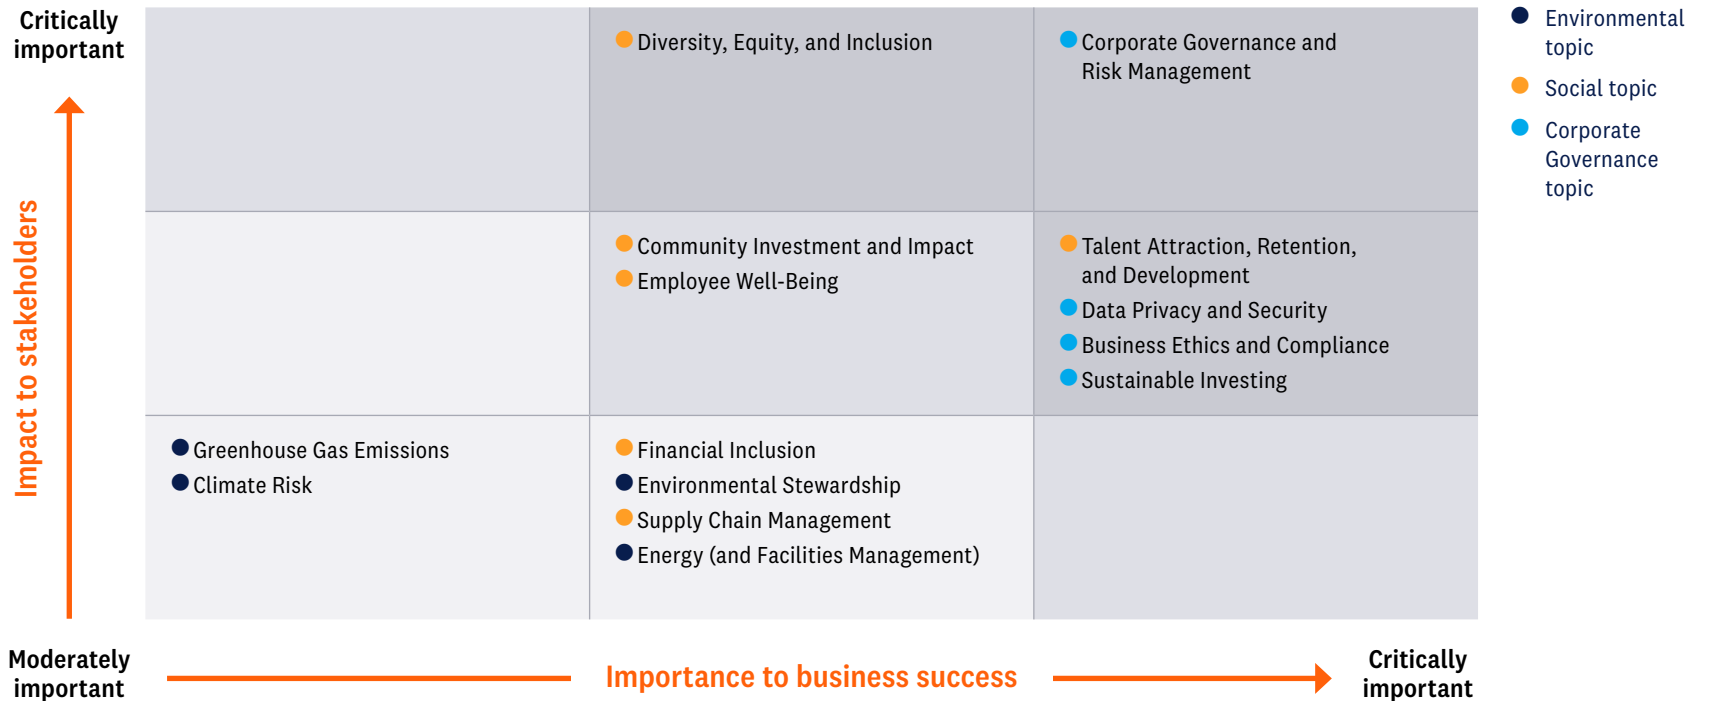 Critically
important
Impact to stakeholders
Moderately
important
Diversity, Equity, and Inclusion
Corporate Governance and
Risk Management
Community Investment and Impact
Employee Well-Being
Talent Attraction, Retention,
and Development
Data Privacy and Security
Business Ethics and Compliance
Sustainable Investing
Greenhouse Gas Emissions
Climate Risk
Financial Inclusion
Environmental Stewardship
Supply Chain Management
Energy (and Facilities Management)
Importance to business success
Critically
important
Environmental
topic
Social topic
Corporate
Governance
topic